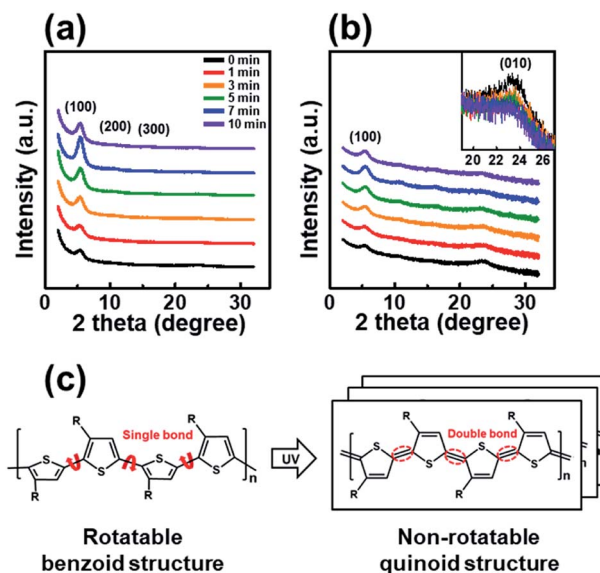 (a)
Intensity (a.u.)
(100)
(200)
(300)
0 min
1 min
3 min
5 min
7 min
10 min
0 10 20 30
2 theta (degree)
(b)
Intensity (a.u.)
(100)
(010)
20 22 24 26
0 10 20 30
2 theta (degree)
(c)
R R
Single bond
S S S S
n
R R
UV
R R
Double bond
S S S S
n
R R
Rotatable
benzoid structure
Non-rotatable
quinoid structure